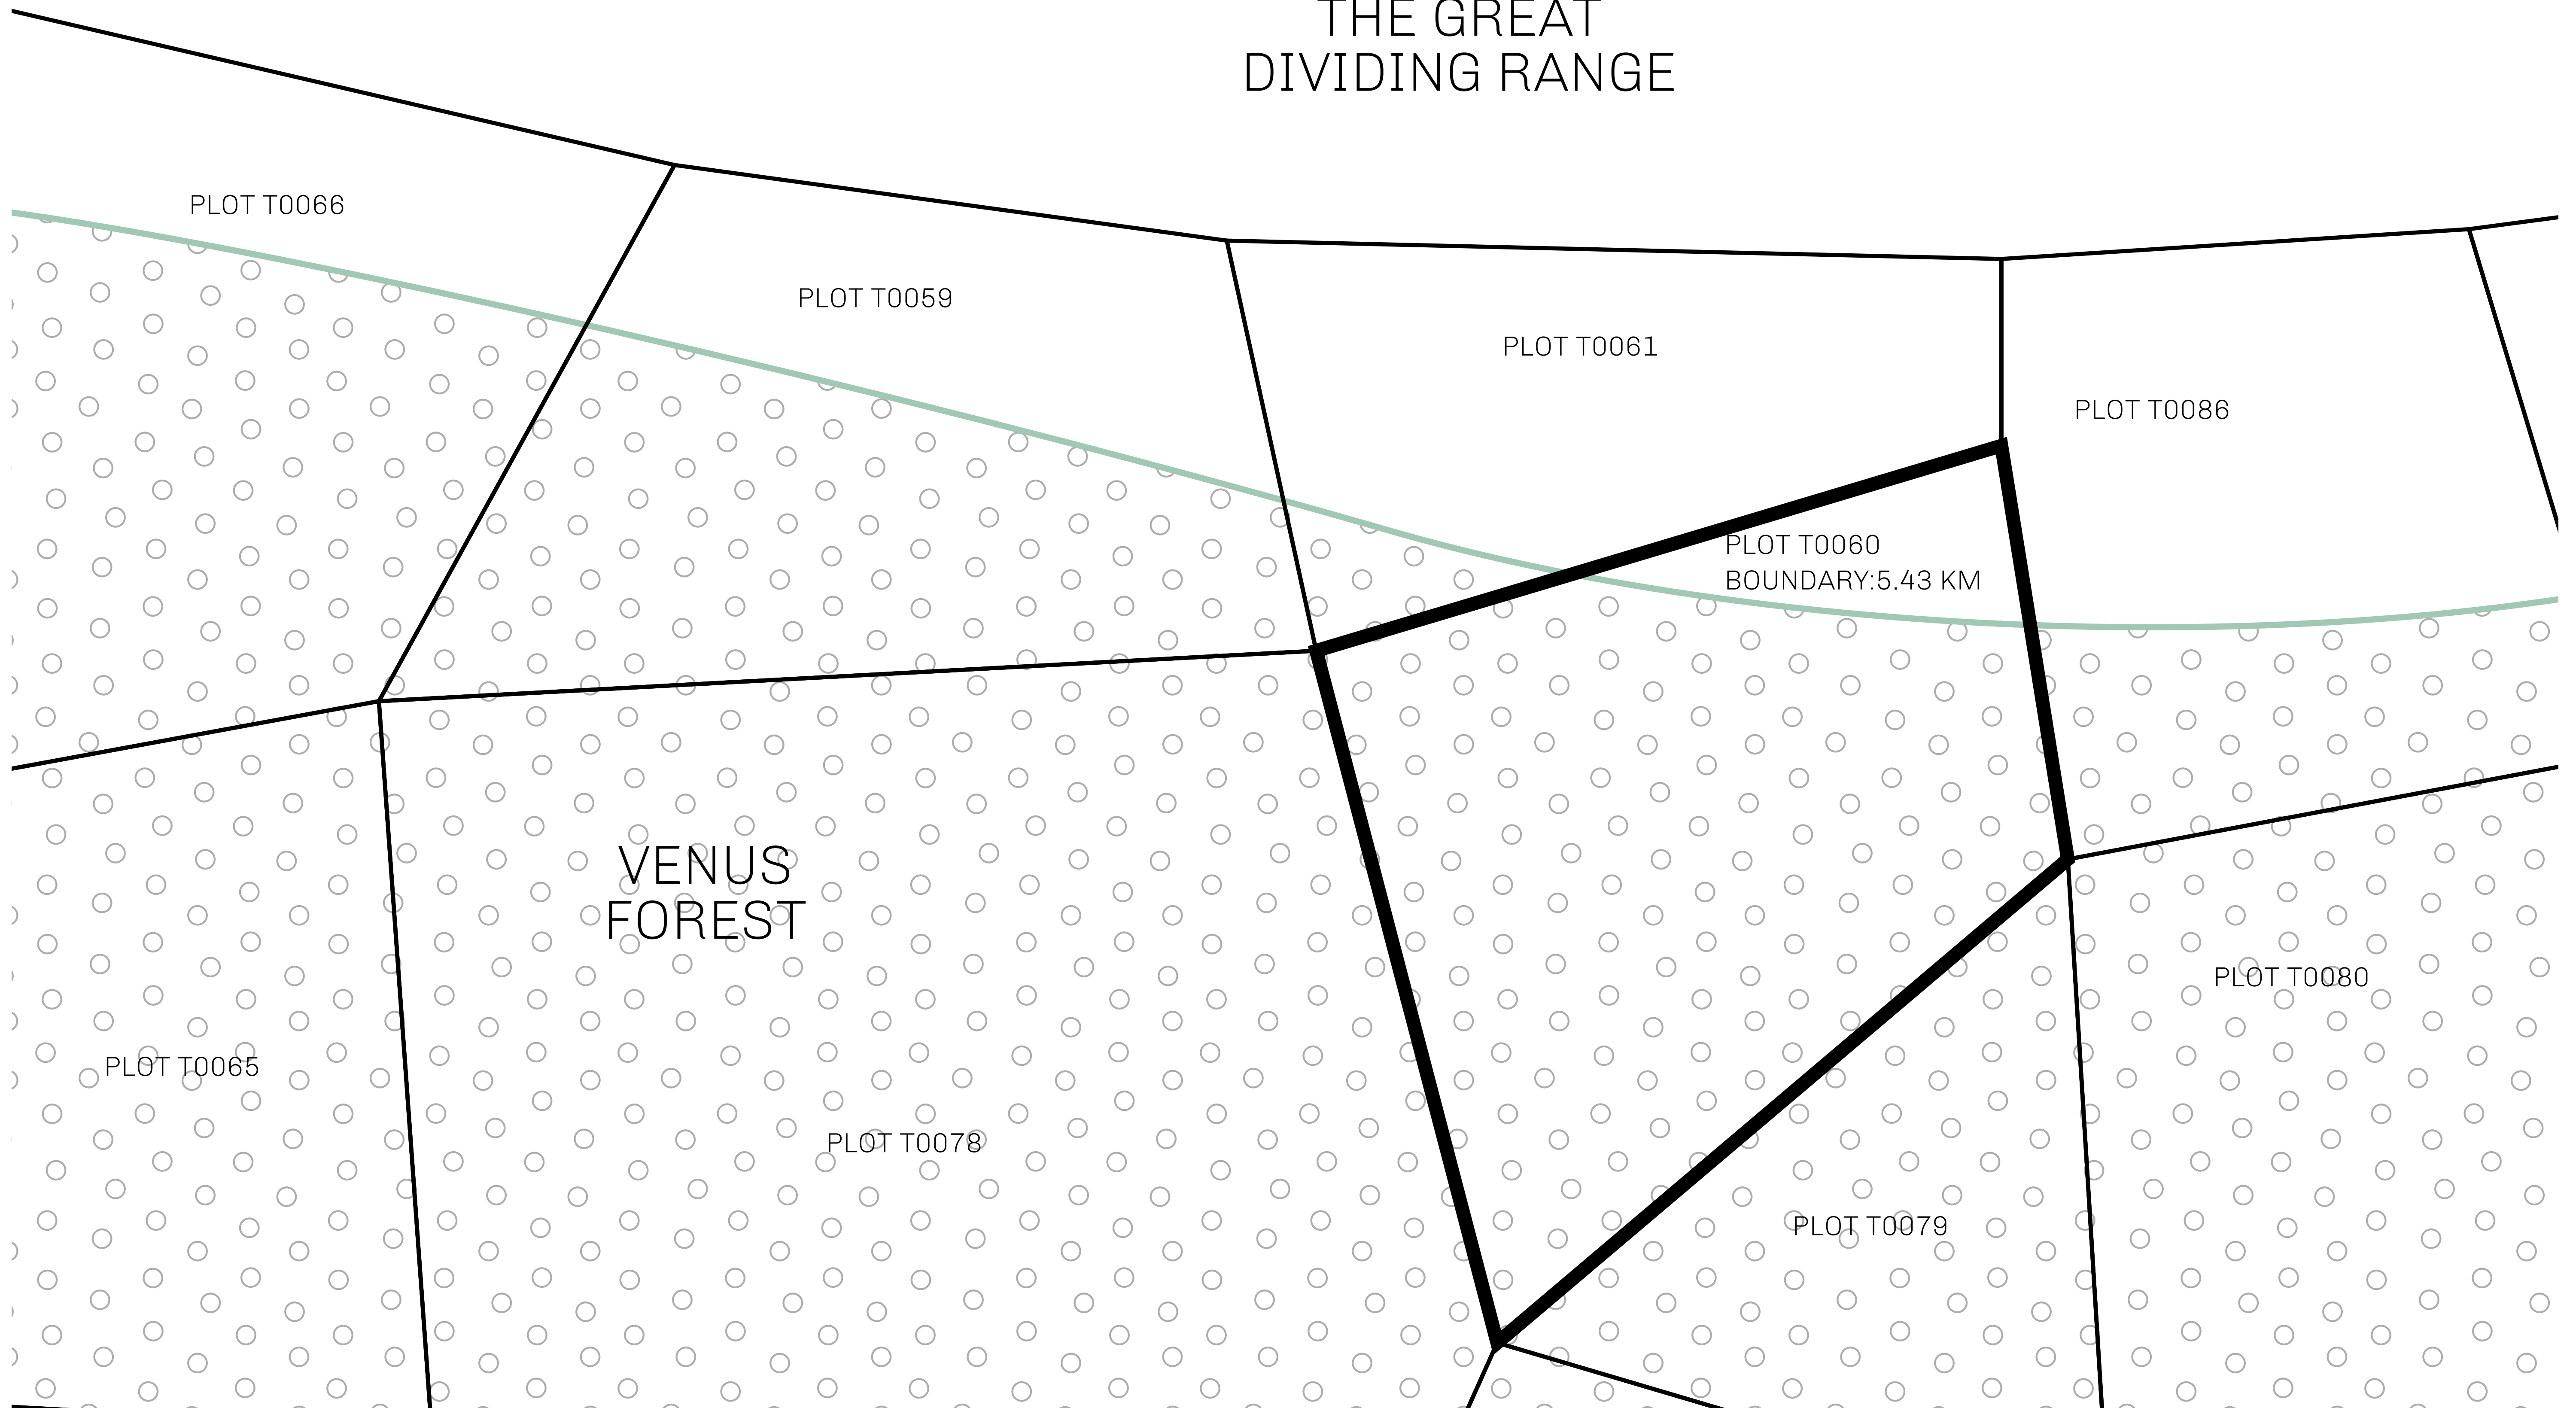 THE GREAT
DIVIDING RANGE
PLOT T0066
PLOT T0059
PLOT T0061
PLOT T0086
PLOT T0060
BOUNDARY:5.43 KM
VENUS
FOREST
PLOT T0080
PLOT T0065
PLOT T0078
PLOT T0079